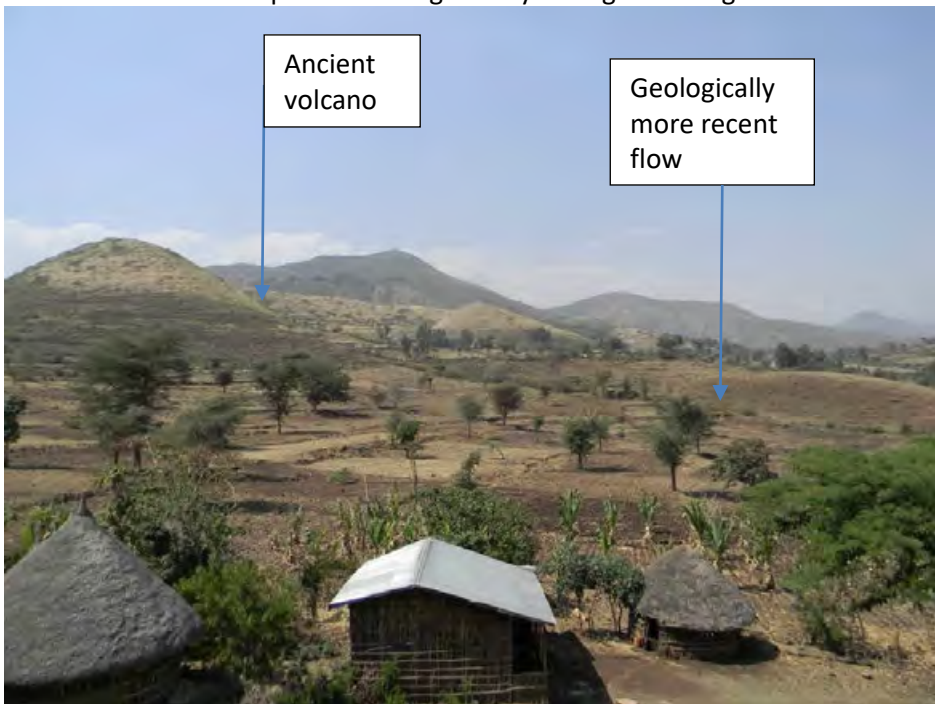 Ancient
volcano
Geologically
more recent
flow